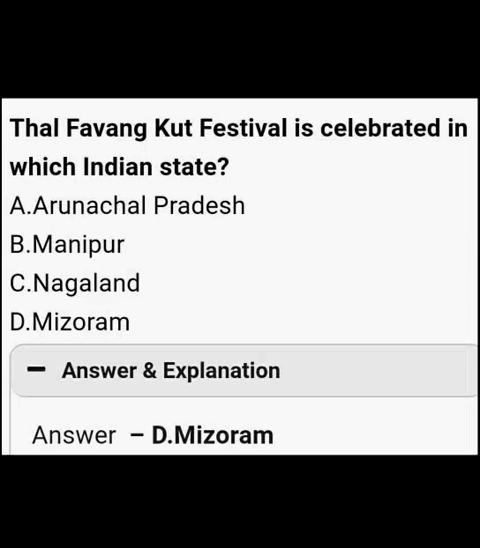 Thal Favang Kut Festival is celebrated in
which Indian state?
A.Arunachal Pradesh
B.Manipur
C.Nagaland
D.Mizoram
– Answer & Explanation
Answer – D.Mizoram